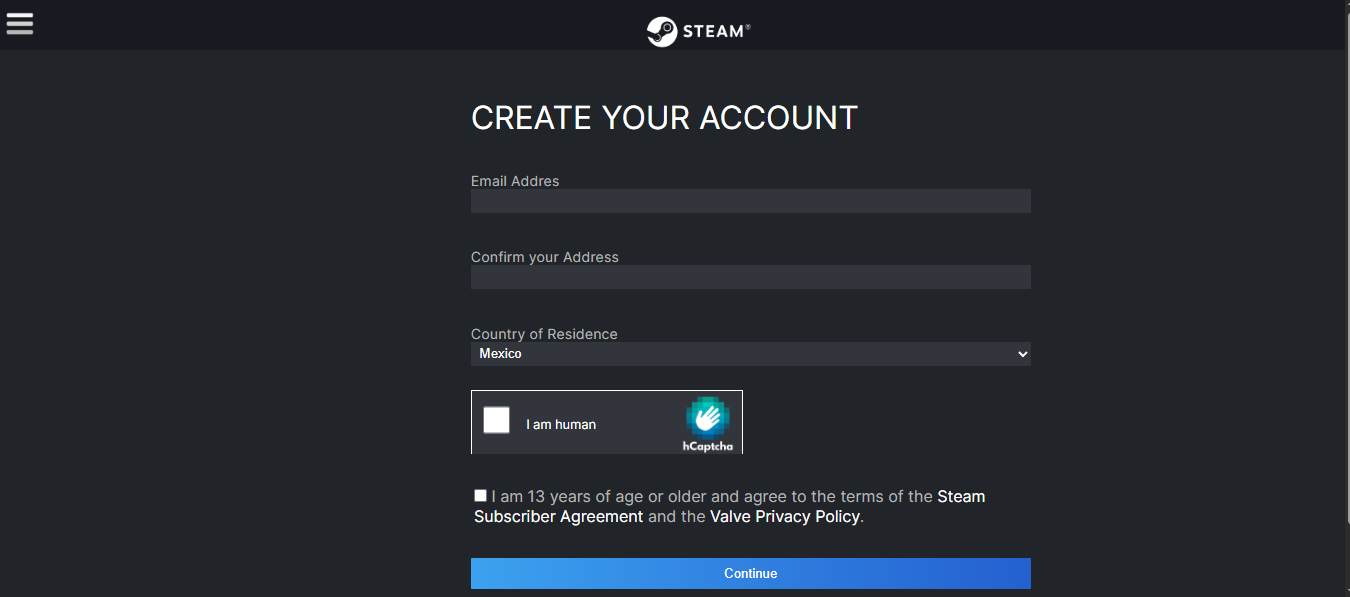 STEAM®
CREATE YOUR ACCOUNT
Email Addres
Confirm your Address
Country of Residence
Mexico
I am human
hCaptcha
I am 13 years of age or older and agree to the terms of the Steam
Subscriber Agreement and the Valve Privacy Policy.
Continue